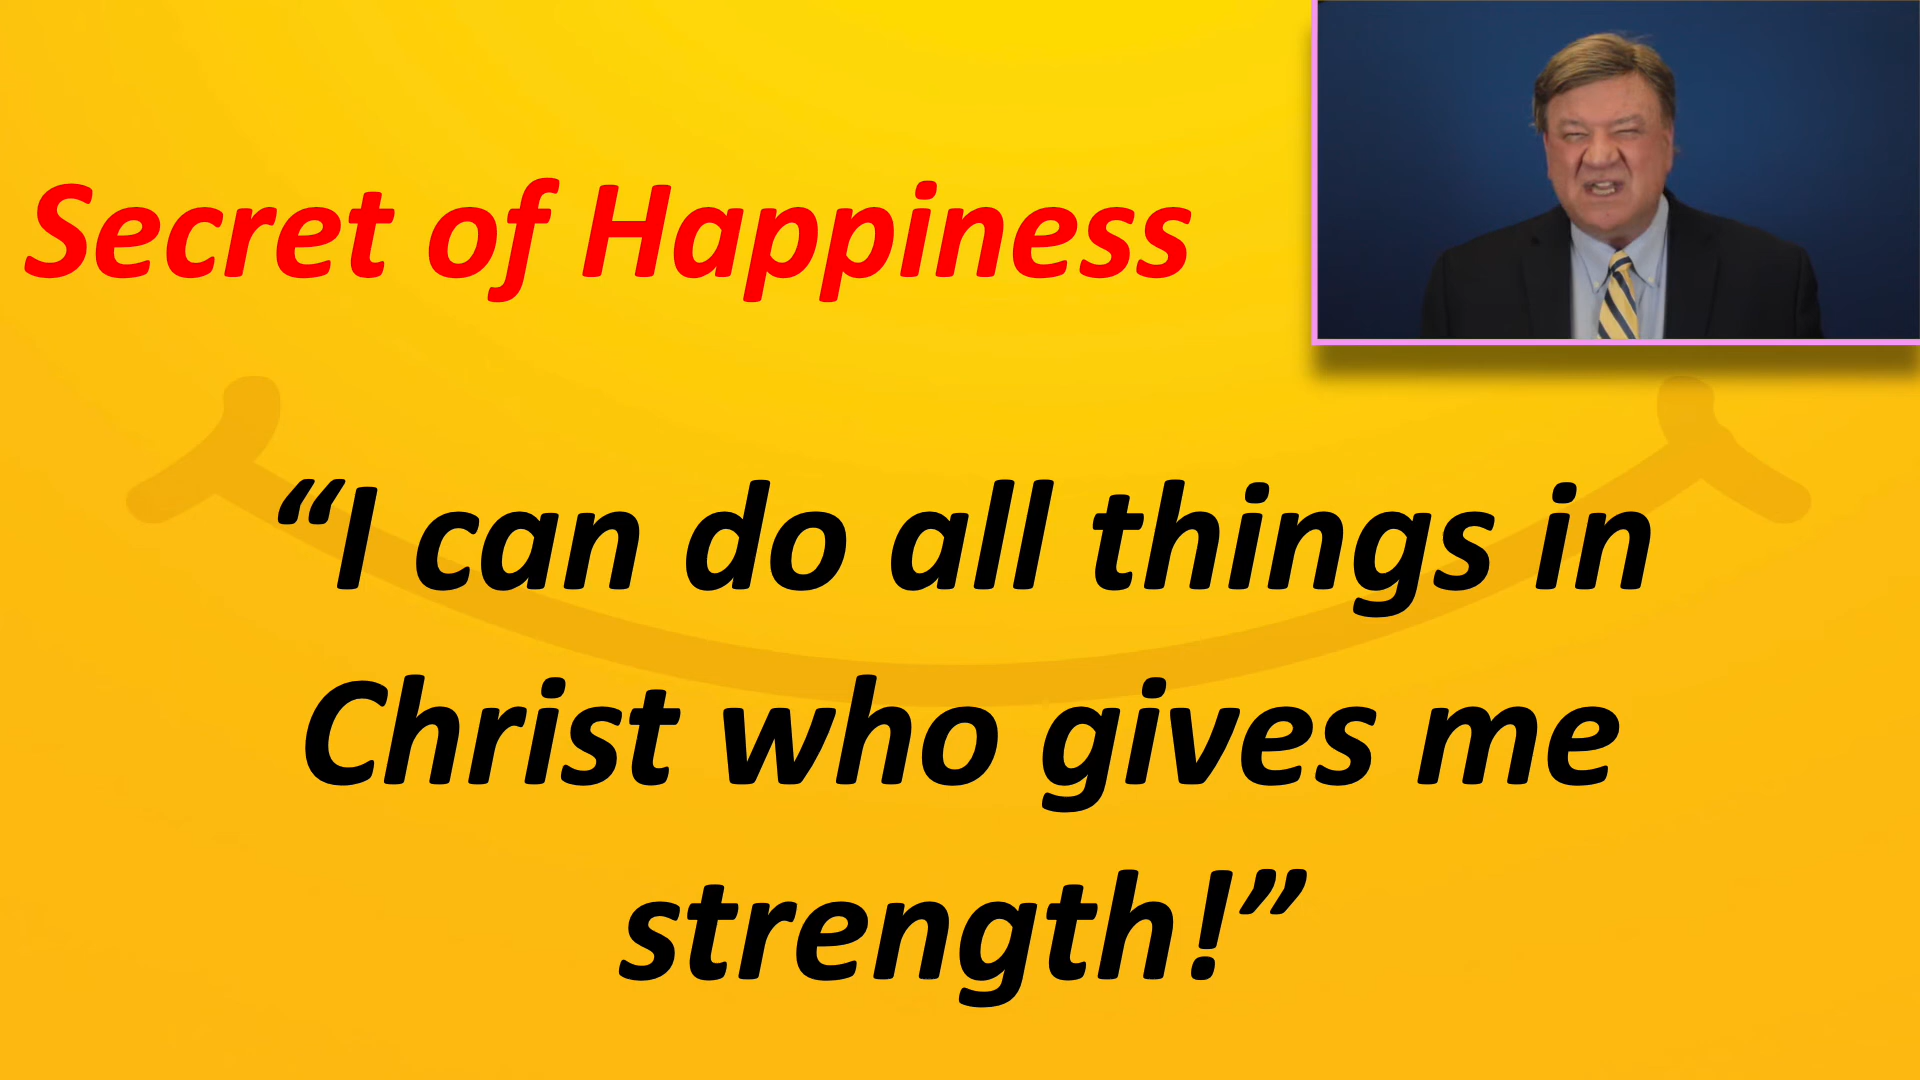 Secret of Happiness
“I can do all things in
Christ who gives me
strength!”